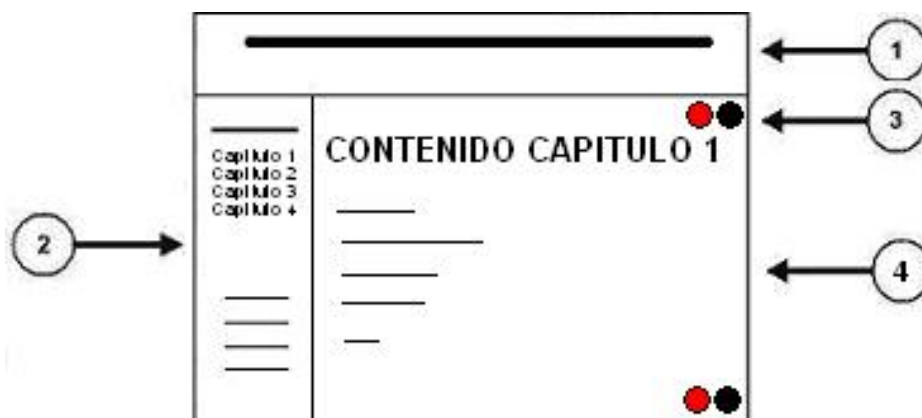 1
3
CONTENIDO CAPITULO 1
Capitulo 1
Capitulo 2
Capitulo 3
Capitulo 4
2
4